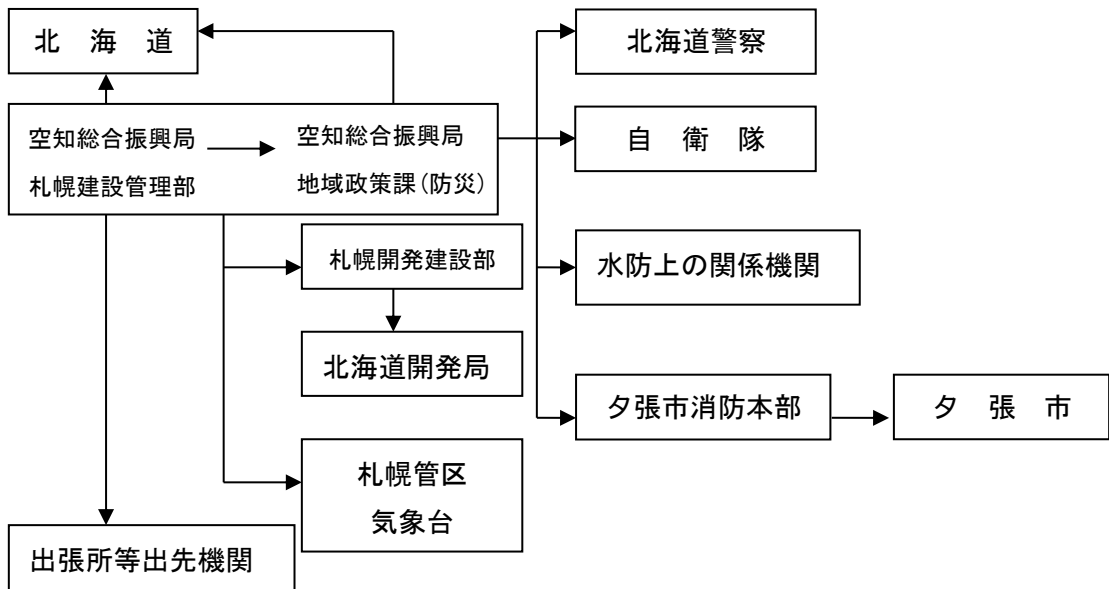 北　海　道
北海道警察
空知総合振興局
札幌建設管理部
空知総合振興局
地域政策課（防災）
自　衛　隊
札幌開発建設部
水防上の関係機関
北海道開発局
夕張市消防本部
夕　張　市
札幌管区
気象台
出張所等出先機関